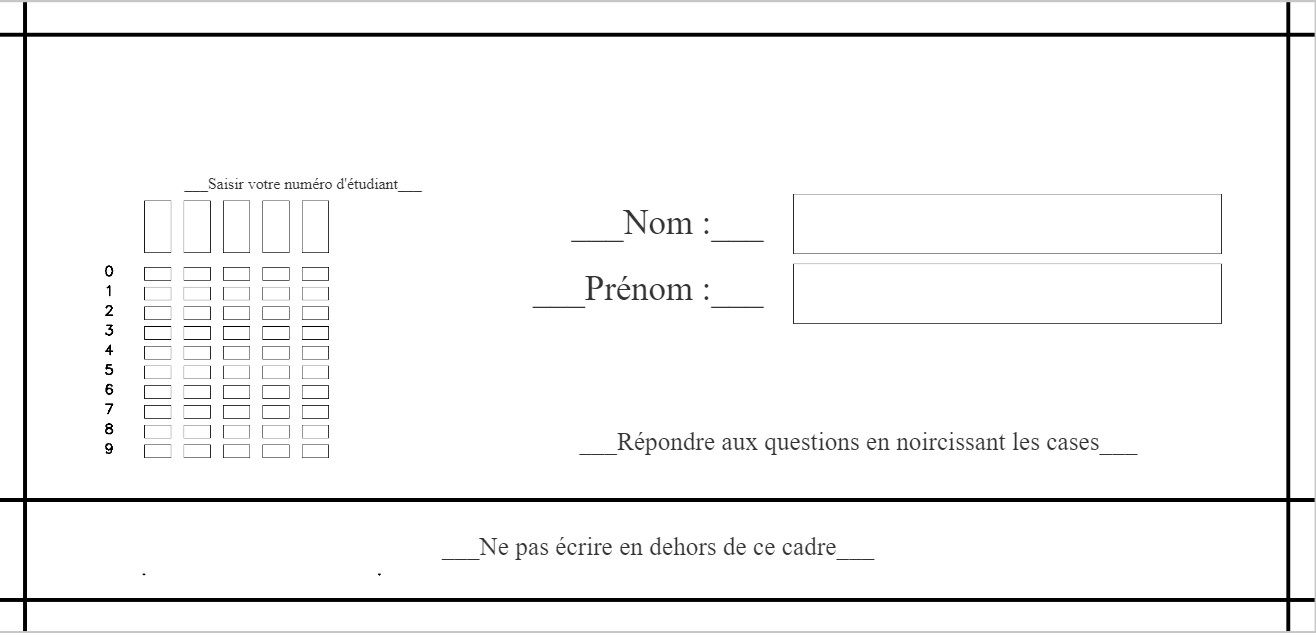 ___Saisir votre numéro d'étudiant___
___Nom :___
0
1
___Prénom :___
2
3
4
5
6
7
8
___Répondre aux questions en noircissant les cases___
9
___Ne pas écrire en dehors de ce cadre___